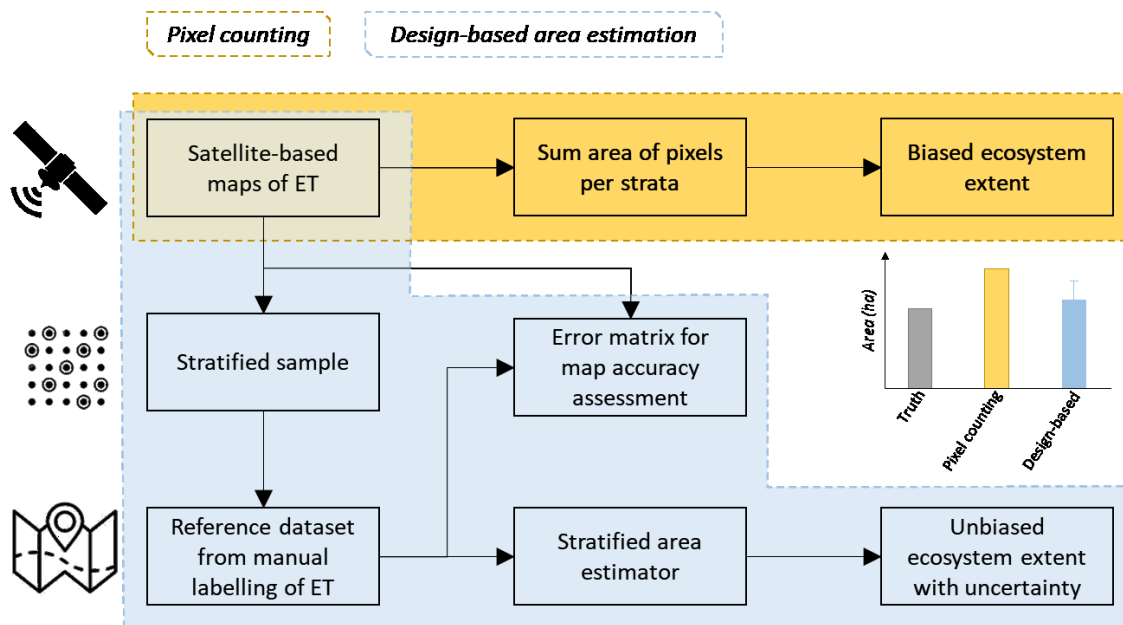 Pixel counting
Design-based area estimation
Satellite-based
maps of ET
Sum area of pixels
per strata
Biased ecosystem
extent
Stratified sample
Error matrix for
map accuracy
assessment
Area (ha)
Truth
Pixel counting
Design-based
Reference dataset
from manual
labelling of ET
Stratified area
estimator
Unbiased
ecosystem extent
with uncertainty